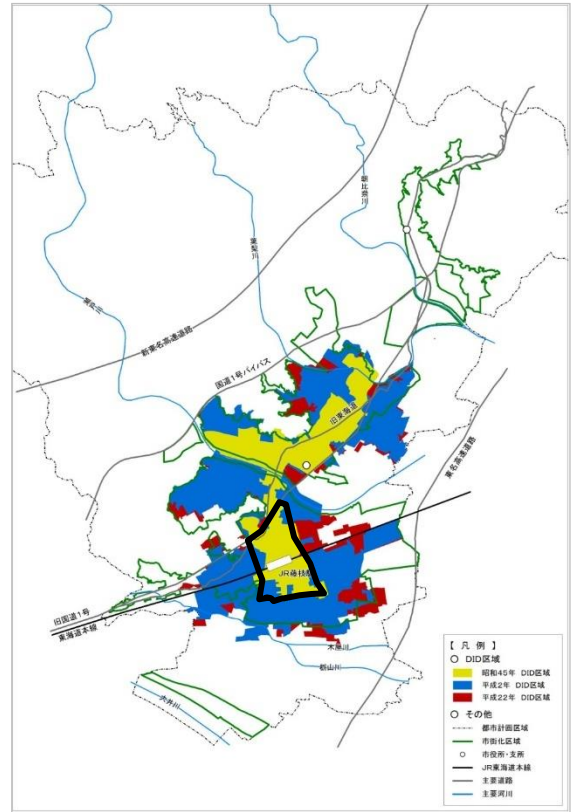 朝比奈川
葉梨川
瀬戸川
新東名高速道路
国道1号バイパス
旧東海道
東名高速道路
JR藤枝駅
旧国道1号
東海道本線
木屋川
栃山川
大井川
【 凡 例 】
DID区域
昭和45年 DID区域
平成2年 DID区域
平成22年 DID区域
その他
都市計画区域
市街化区域
市役所・支所
JR東海道本線
主要道路
主要河川